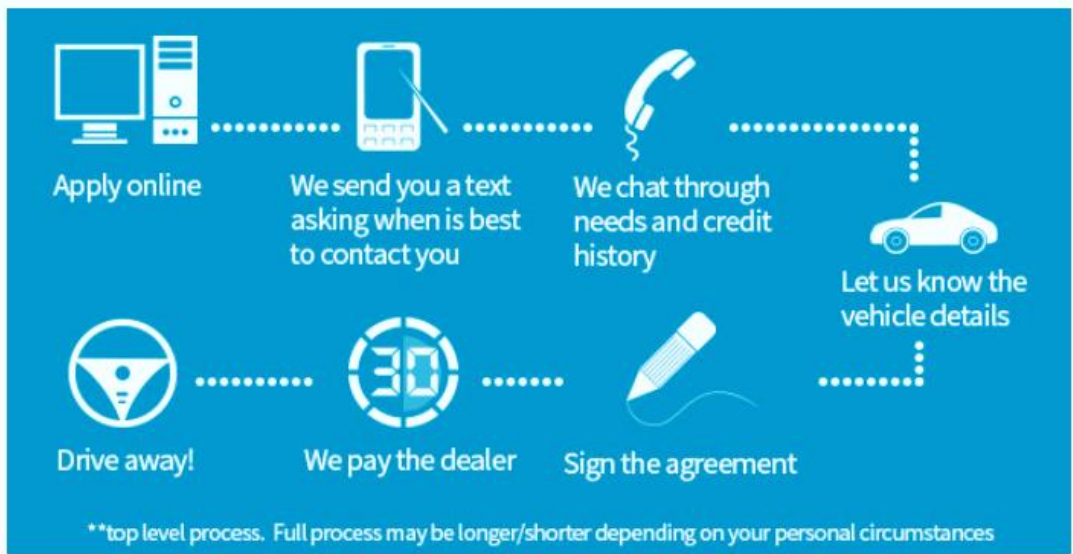 Apply online
We send you a text
asking when is best
to contact you
We chat through
needs and credit
history
Let us know the
vehicle details
Sign the agreement
30
We pay the dealer
Drive away!
**top level process. Full process may be longer/shorter depending on your personal circumstances